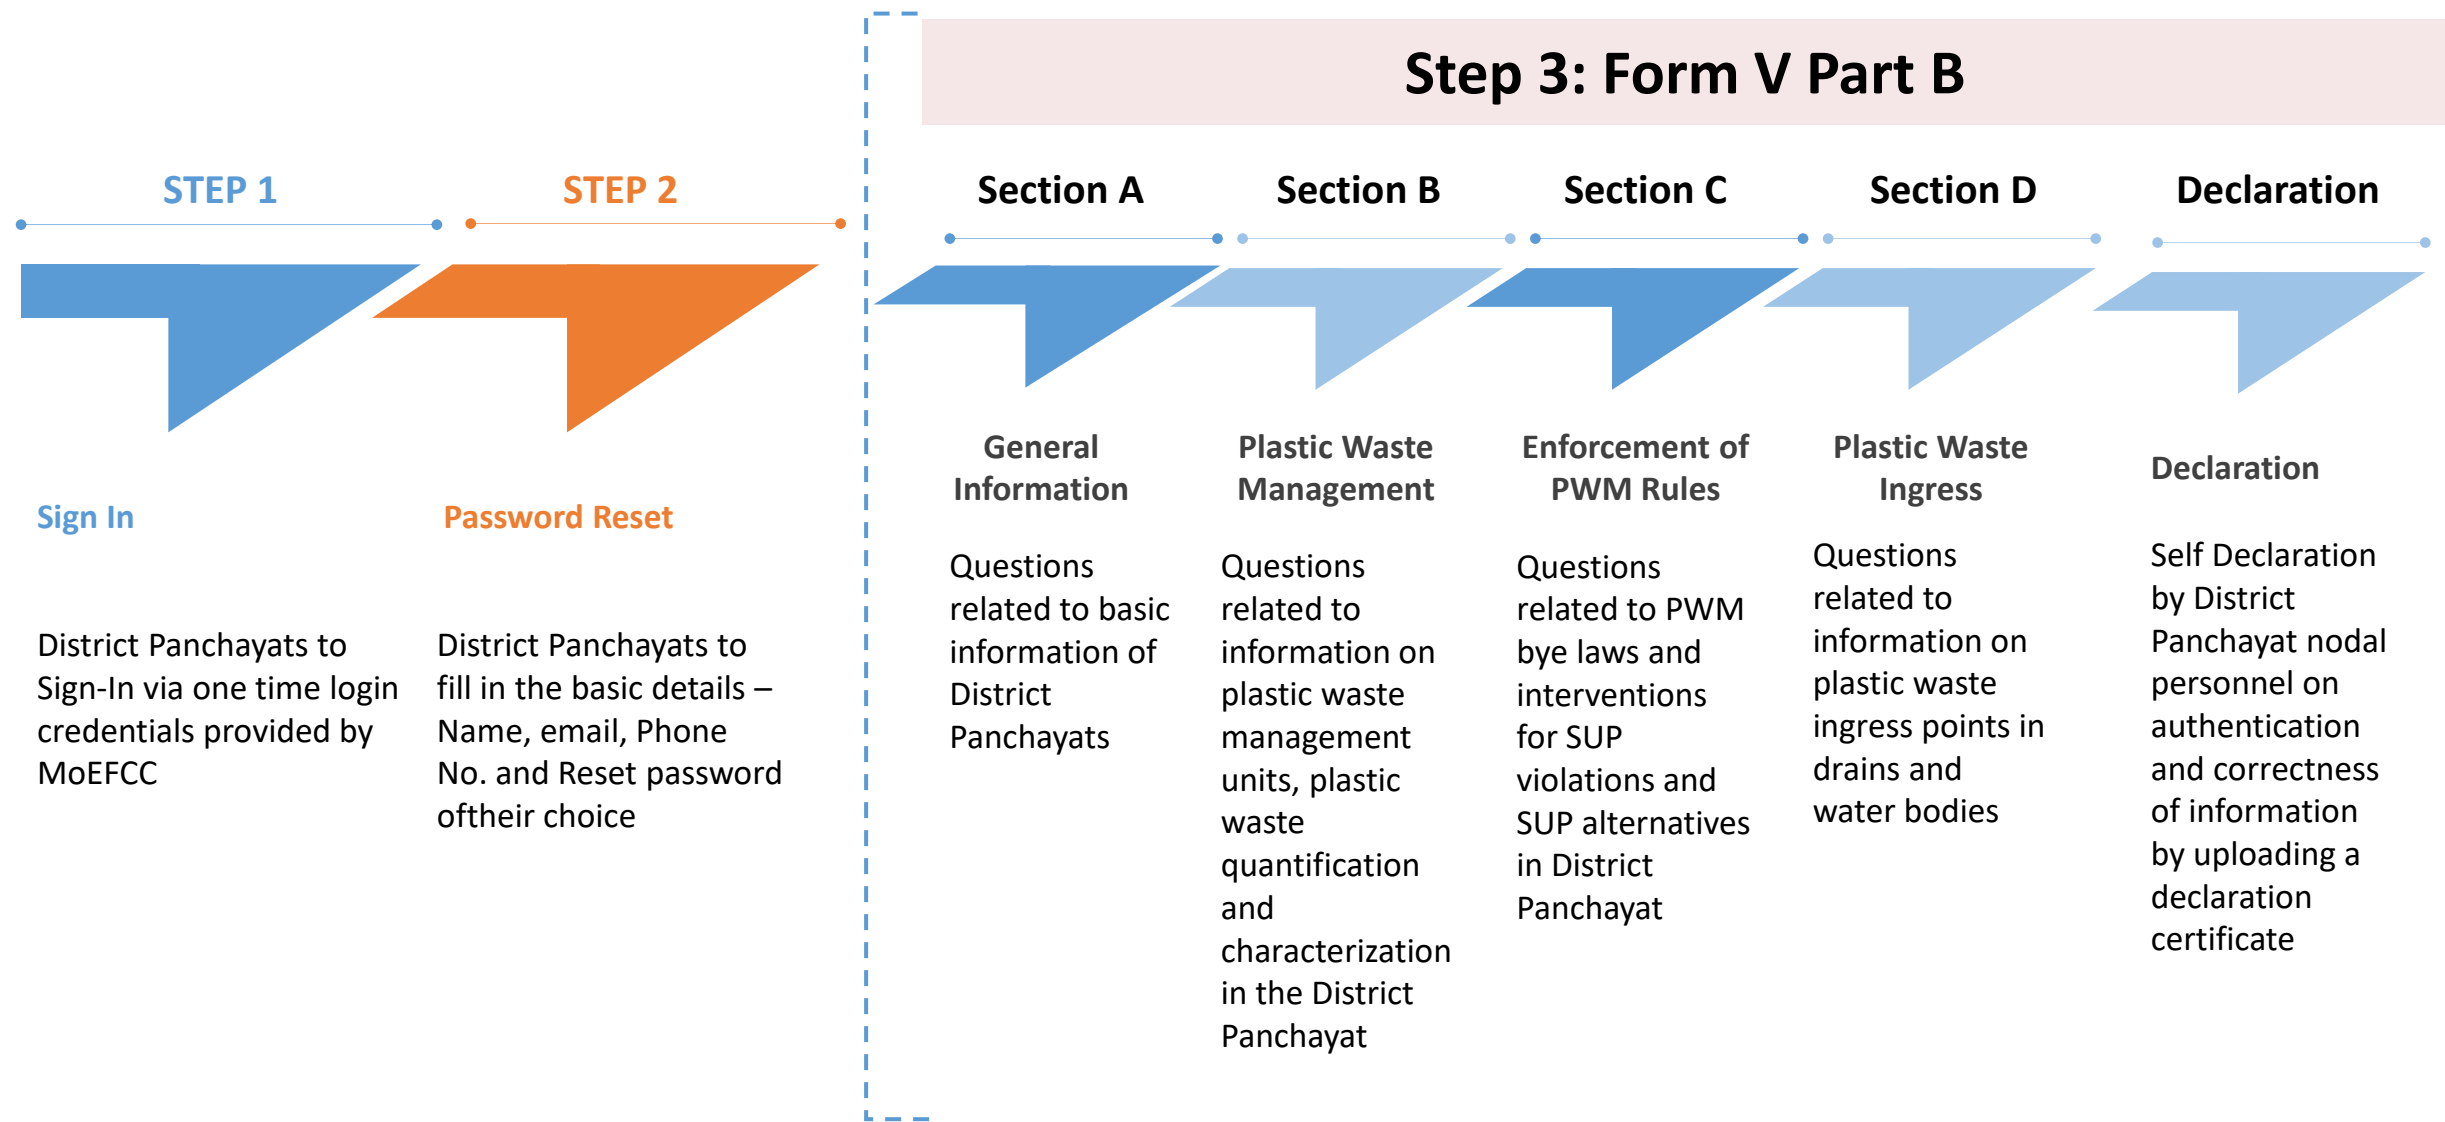 Step 3: Form V Part B
STEP 1
Sign In
District Panchayats to
Sign-In via one time login
credentials provided by
MoEFCC
STEP 2
Password Reset
District Panchayats to
fill in the basic details –
Name, email, Phone
No. and Reset password
oftheir choice
Section A
General
Information
Questions
related to basic
information of
District
Panchayats
Section B
Plastic Waste
Management
Questions
related to
information on
plastic waste
management
units, plastic
waste
quantification
and
characterization
in the District
Panchayat
Section C
Enforcement of
PWM Rules
Questions
related to PWM
bye laws and
interventions
for SUP
violations and
SUP alternatives
in District
Panchayat
Section D
Plastic Waste
Ingress
Questions
related to
information on
plastic waste
ingress points in
drains and
water bodies
Declaration
Declaration
Self Declaration
by District
Panchayat nodal
personnel on
authentication
and correctness
of information
by uploading a
declaration
certificate